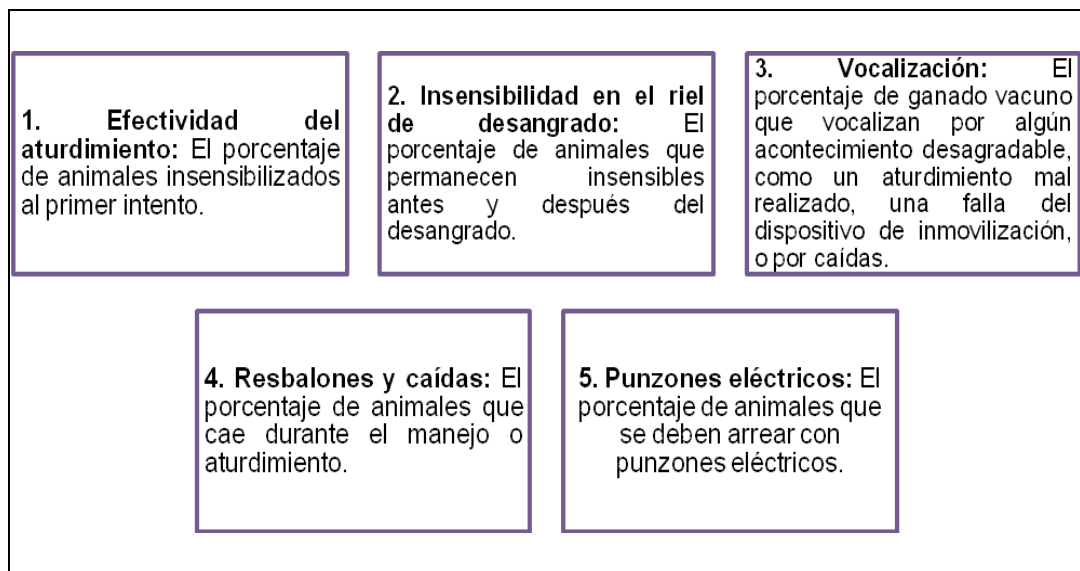 1. Efectividad del
aturdimiento: El porcentaje
de animales insensibilizados
al primer intento.
2. Insensibilidad en el riel
de desangrado: El
porcentaje de animales que
permanecen insensibles
antes y después del
desangrado.
3. Vocalización: El
porcentaje de ganado vacuno
que vocalizan por algún
acontecimiento desagradable,
como un aturdimiento mal
realizado, una falla del
dispositivo de inmovilización,
o por caídas.
4. Resbalones y caídas: El
porcentaje de animales que
cae durante el manejo o
aturdimiento.
5. Punzones eléctricos: El
porcentaje de animales que
se deben arrear con
punzones eléctricos.